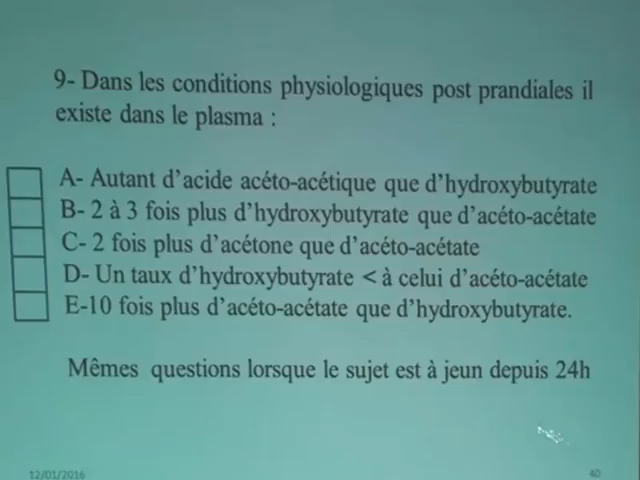 9- Dans les conditions physiologiques post prandiales il
existe dans le plasma :
A- Autant d'acide acéto-acétique que d'hydroxybutyrate
B- 2 à 3 fois plus d'hydroxybutyrate que d'acéto-acétate
C- 2 fois plus d'acétone que d'acéto-acétate
D- Un taux d'hydroxybutyrate < à celui d'acéto-acétate
E-10 fois plus d'acéto-acétate que d'hydroxybutyrate.
Mêmes questions lorsque le sujet est à jeun depuis 24h
12/01/2016
40